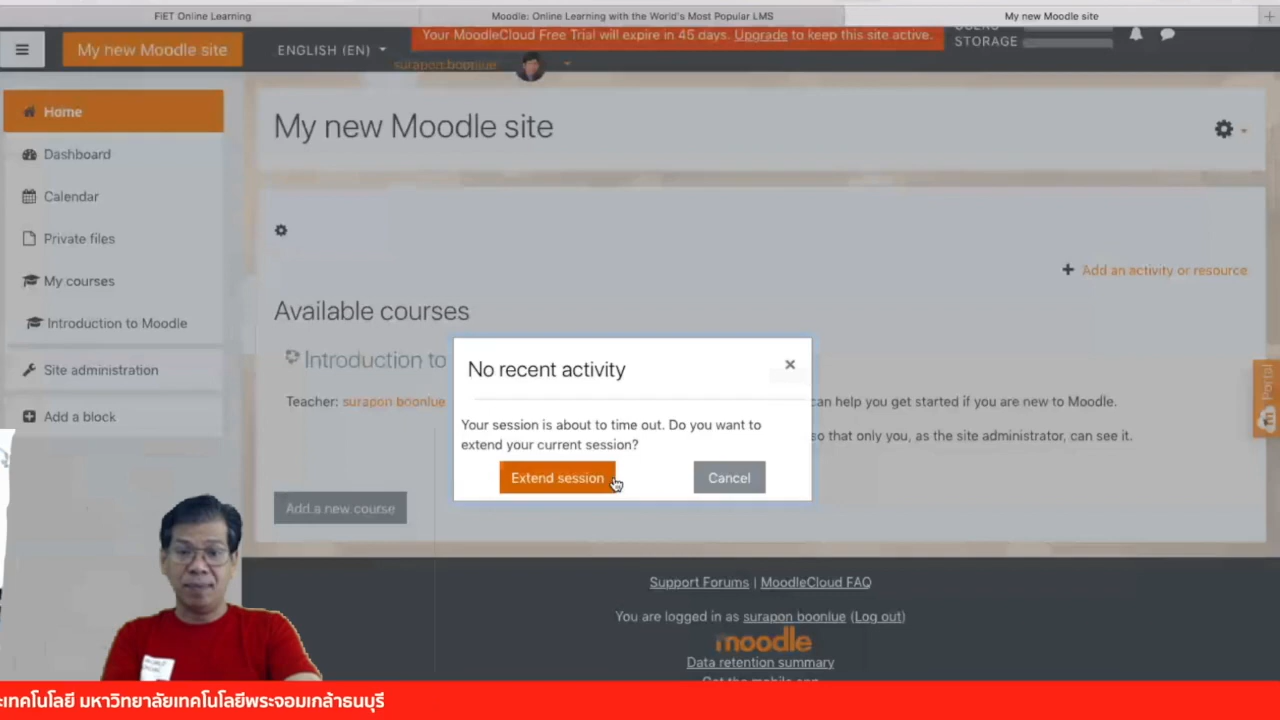 FiET Online Learning
Moodle: Online Learning with the World's Most Popular LMS
My new Moodle site
My new Moodle site
ENGLISH (EN)
Your MoodleCloud Free Trial will expire in 45 days. Upgrade to keep this site active.
STORAGE
surapon boonlue
Home
My new Moodle site
Dashboard
Calendar
Private files
My courses
Introduction to Moodle
Site administration
Add a block
Add an activity or resource
Available courses
Introduction to
Teacher: surapon boonlue
can help you get started if you are new to Moodle.
so that only you, as the site administrator, can see it.
No recent activity
Your session is about to time out. Do you want to
extend your current session?
Extend session
Cancel
Add a new course
Portal
Support Forums | MoodleCloud FAQ
You are logged in as surapon boonlue (Log out)
moodle
Data retention summary
Get the mobile app
ะเทคโนโลยี มหาวิทยาลัยเทคโนโลยีพระจอมเกล้าธนบุรี